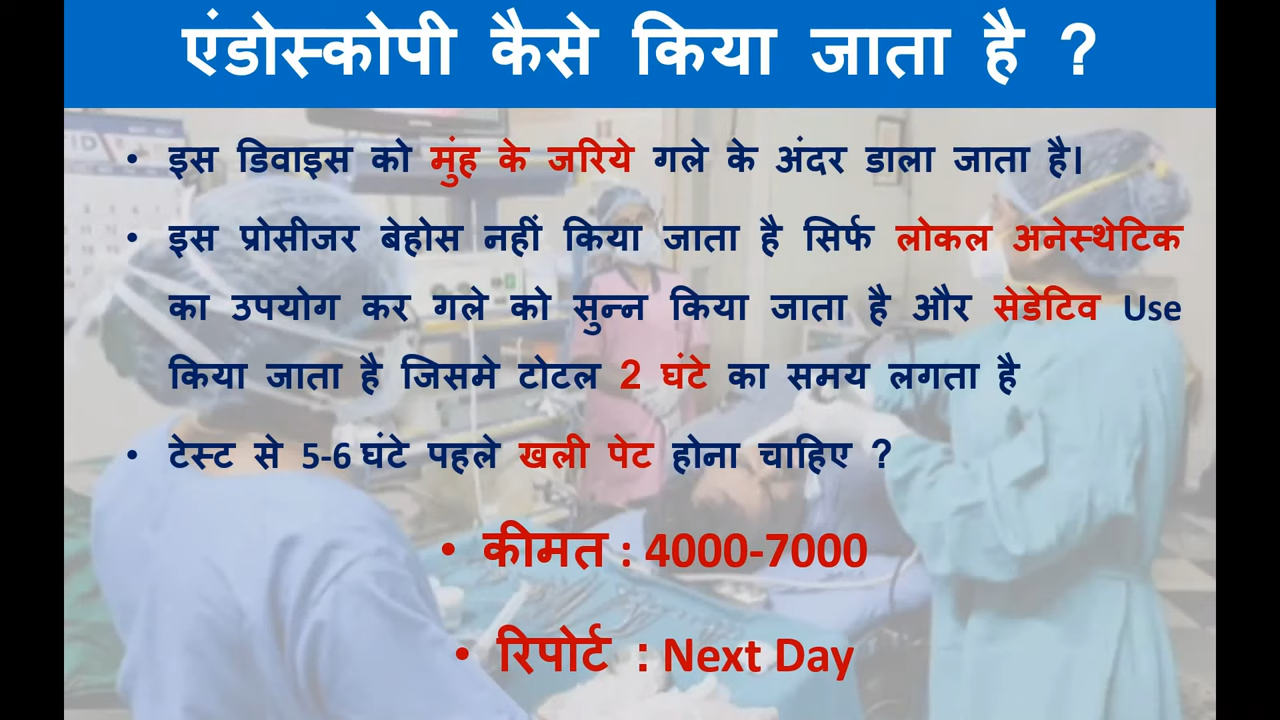 एंडोस्कोपी कैसे किया जाता है ?
• इस डिवाइस को मुंह के जरिये गले के अंदर डाला जाता है।
• इस प्रोसीजर बेहोस नहीं किया जाता है सिर्फ लोकल अनेस्थेटिक
का उपयोग कर गले को सुन्न किया जाता है और सेडेटिव Use
किया जाता है जिसमे टोटल 2 घंटे का समय लगता है
• टेस्ट से 5-6 घंटे पहले खली पेट होना चाहिए ?
• कीमत : 4000-7000
• रिपोर्ट : Next Day